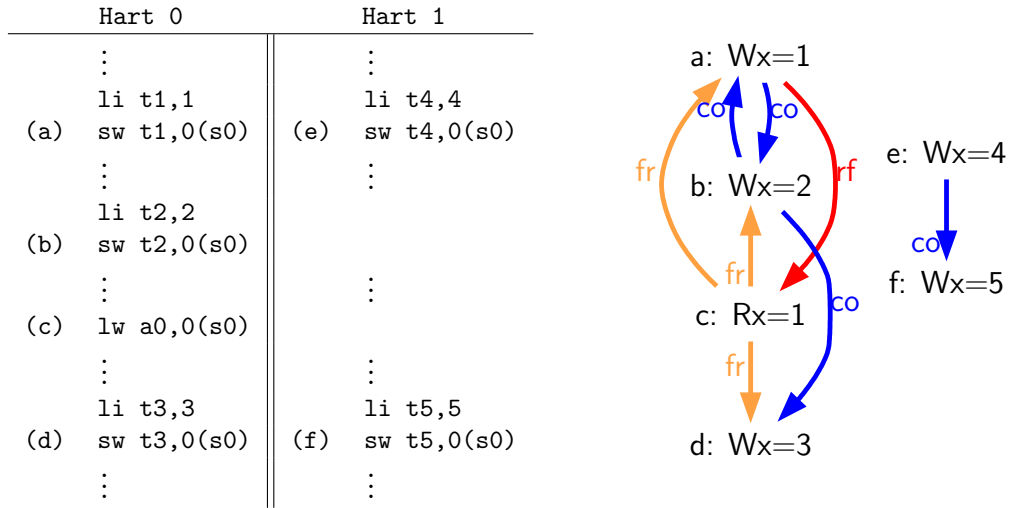 Hart 0 Hart 1
⋮ ⋮
li t1,1 li t4,4
(a) sw t1,0(s0) (e) sw t4,0(s0)
⋮ ⋮
li t2,2
(b) sw t2,0(s0)
⋮ ⋮
(c) lw a0,0(s0)
⋮ ⋮
li t3,3 li t5,5
(d) sw t3,0(s0) (f) sw t5,0(s0)
⋮ ⋮
a: Wx=1
co co
fr rf
e: Wx=4
b: Wx=2
co
fr
f: Wx=5
c: Rx=1 co
fr
d: Wx=3